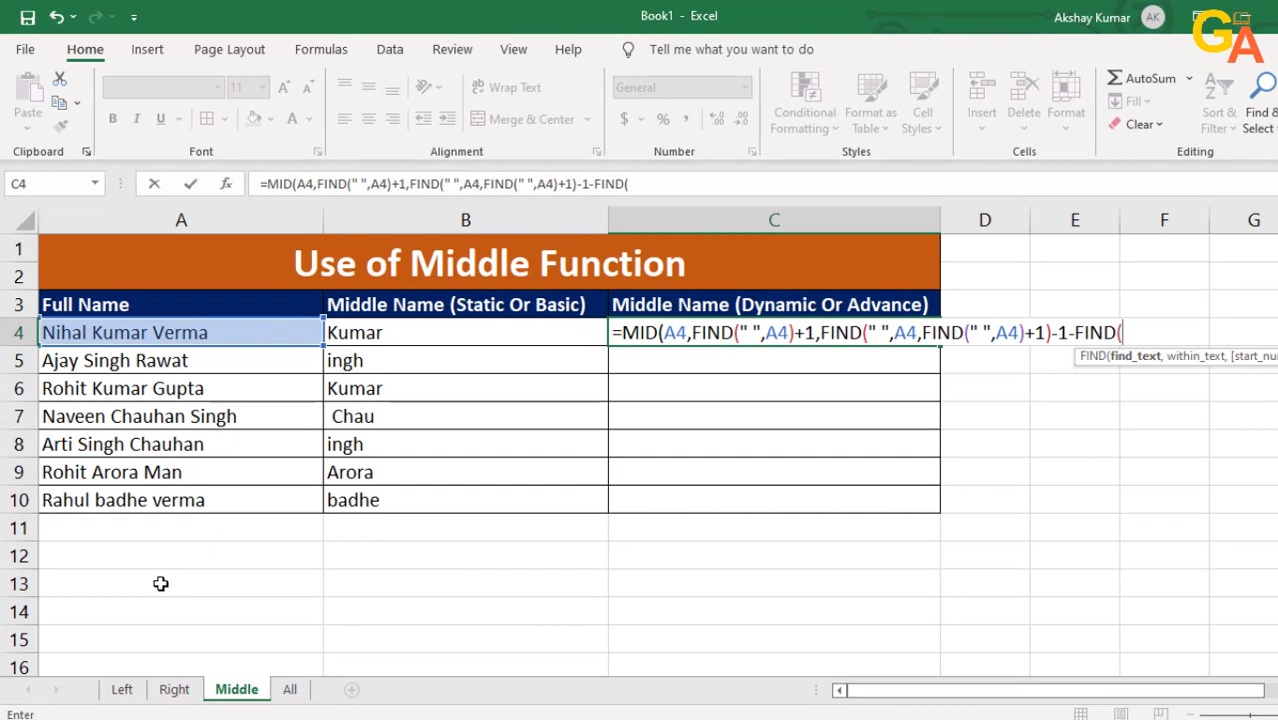 Book1 - Excel
Akshay Kumar AK
GA
File Home Insert Page Layout Formulas Data Review View Help Tell me what you want to do
Paste
11
B I U A
Wrap Text
Merge & Center
General
$ % ,
Conditional Formatting
Format as Table
Cell Styles
Insert Delete Format
AutoSum
Fill
Clear
Sort & Filter
Find & Select
Clipboard Font Alignment Number Styles Cells Editing
C4 fx =MID(A4,FIND(" ",A4)+1,FIND(" ",A4,FIND(" ",A4)+1)-1-FIND(
A B C D E F G
1 Use of Middle Function
2
3 Full Name Middle Name (Static Or Basic) Middle Name (Dynamic Or Advance)
4 Nihal Kumar Verma Kumar =MID(A4,FIND(" ",A4)+1,FIND(" ",A4,FIND(" ",A4)+1)-1-FIND(
FIND(find_text, within_text, [start_nu
5 Ajay Singh Rawat ingh
6 Rohit Kumar Gupta Kumar
7 Naveen Chauhan Singh Chau
8 Arti Singh Chauhan ingh
9 Rohit Arora Man Arora
10 Rahul badhe verma badhe
11
12
13
14
15
16
Left Right Middle All
Enter